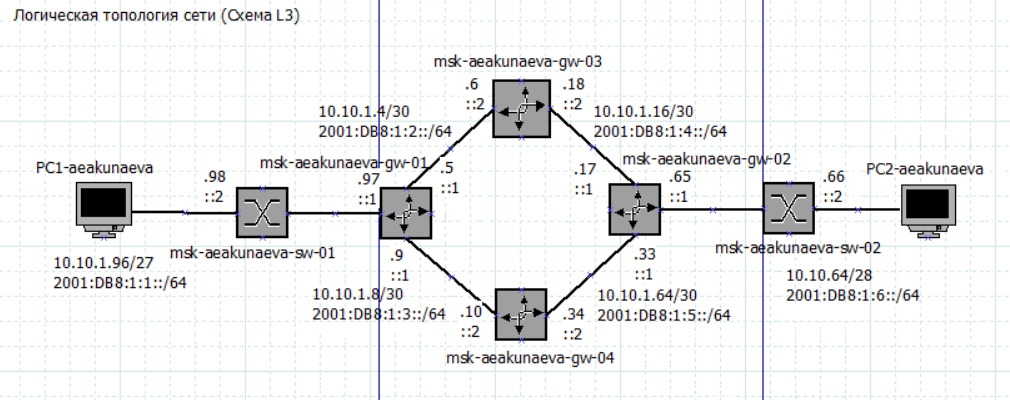 Логическая топология сети (Схема L3)
msk-aeakunaeva-gw-03
.6
::2
.18
::2
10.10.1.4/30
2001:DB8:1:2::/64
10.10.1.16/30
2001:DB8:1:4::/64
PC1-aeakunaeva
.98
::2
msk-aeakunaeva-gw-01
.97
::1
.5
::1
.17
::1
msk-aeakunaeva-gw-02
.65
::1
.66
::2
PC2-aeakunaeva
msk-aeakunaeva-sw-01
10.10.1.96/27
2001:DB8:1:1::/64
.9
::1
.33
::1
msk-aeakunaeva-sw-02
10.10.64/28
2001:DB8:1:6::/64
10.10.1.8/30
2001:DB8:1:3::/64
.10
::2
.34
::2
10.10.1.64/30
2001:DB8:1:5::/64
msk-aeakunaeva-gw-04